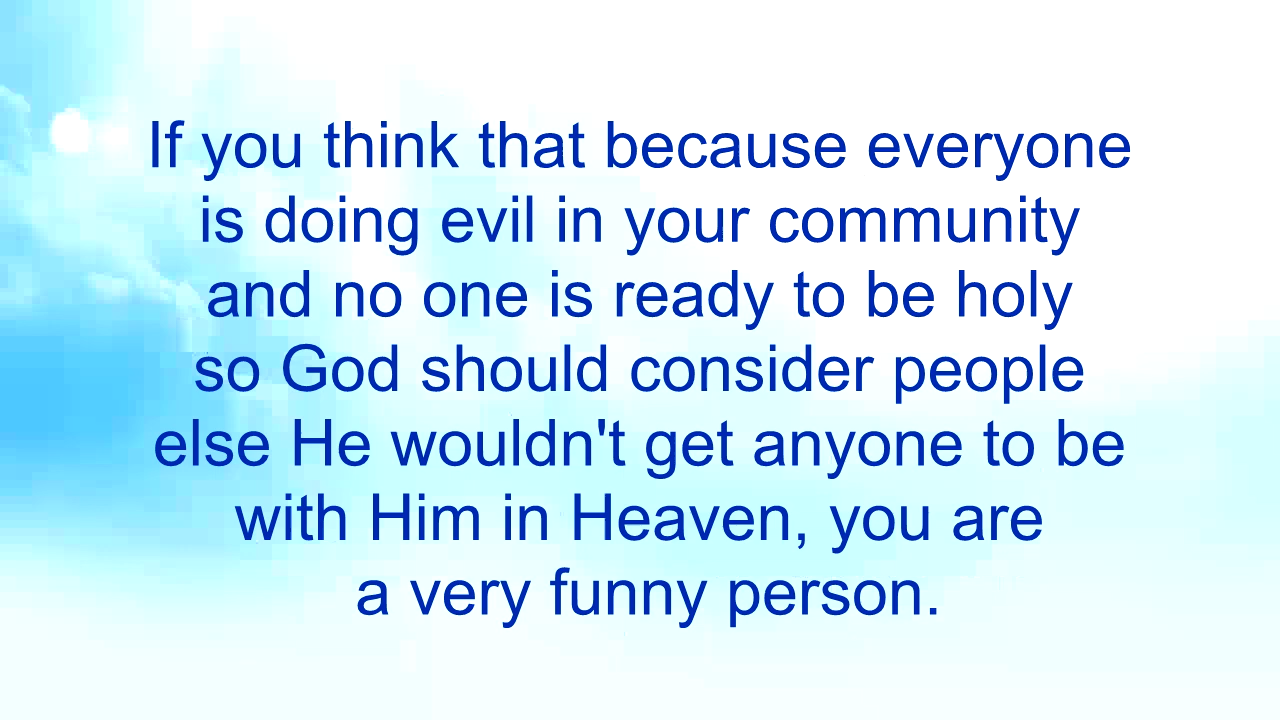 If you think that because everyone
is doing evil in your community
and no one is ready to be holy
so God should consider people
else He wouldn't get anyone to be
with Him in Heaven, you are
a very funny person.